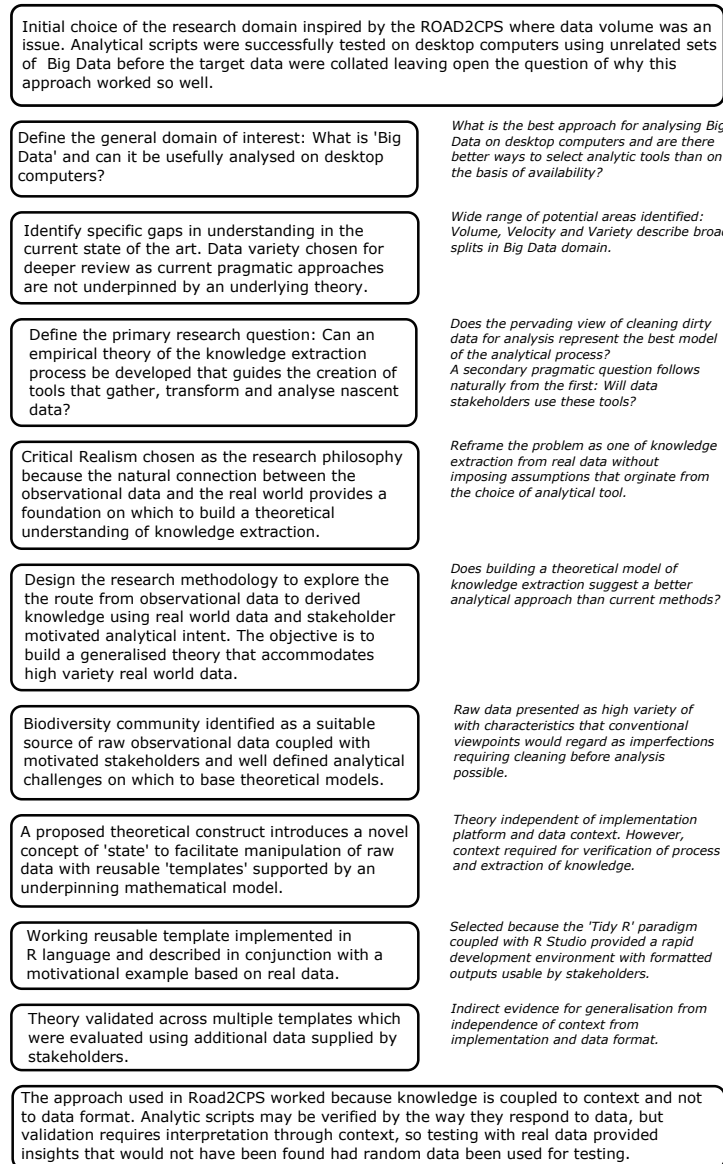 Initial choice of the research domain inspired by the ROAD2CPS where data volume was an
issue. Analytical scripts were successfully tested on desktop computers using unrelated sets
of Big Data before the target data were collated leaving open the question of why this
approach worked so well.
Define the general domain of interest: What is 'Big
Data' and can it be usefully analysed on desktop
computers?
What is the best approach for analysing Big
Data on desktop computers and are there
better ways to select analytic tools than on
the basis of availability?
Identify specific gaps in understanding in the
current state of the art. Data variety chosen for
deeper review as current pragmatic approaches
are not underpinned by an underlying theory.
Wide range of potential areas identified:
Volume, Velocity and Variety describe broad
splits in Big Data domain.
Define the primary research question: Can an
empirical theory of the knowledge extraction
process be developed that guides the creation of
tools that gather, transform and analyse nascent
data?
Does the pervading view of cleaning dirty
data for analysis represent the best model
of the analytical process?
A secondary pragmatic question follows
naturally from the first: Will data
stakeholders use these tools?
Critical Realism chosen as the research philosophy
because the natural connection between the
observational data and the real world provides a
foundation on which to build a theoretical
understanding of knowledge extraction.
Reframe the problem as one of knowledge
extraction from real data without
imposing assumptions that orginate from
the choice of analytical tool.
Design the research methodology to explore the
the route from observational data to derived
knowledge using real world data and stakeholder
motivated analytical intent. The objective is to
build a generalised theory that accommodates
high variety real world data.
Does building a theoretical model of
knowledge extraction suggest a better
analytical approach than current methods?
Biodiversity community identified as a suitable
source of raw observational data coupled with
motivated stakeholders and well defined analytical
challenges on which to base theoretical models.
Raw data presented as high variety of
with characteristics that conventional
viewpoints would regard as imperfections
requiring cleaning before analysis
possible.
A proposed theoretical construct introduces a novel
concept of 'state' to facilitate manipulation of raw
data with reusable 'templates' supported by an
underpinning mathematical model.
Theory independent of implementation
platform and data context. However,
context required for verification of process
and extraction of knowledge.
Working reusable template implemented in
R language and described in conjunction with a
motivational example based on real data.
Selected because the 'Tidy R' paradigm
coupled with R Studio provided a rapid
development environment with formatted
outputs usable by stakeholders.
Theory validated across multiple templates which
were evaluated using additional data supplied by
stakeholders.
Indirect evidence for generalisation from
independence of context from
implementation and data format.
The approach used in Road2CPS worked because knowledge is coupled to context and not
to data format. Analytic scripts may be verified by the way they respond to data, but
validation requires interpretation through context, so testing with real data provided
insights that would not have been found had random data been used for testing.